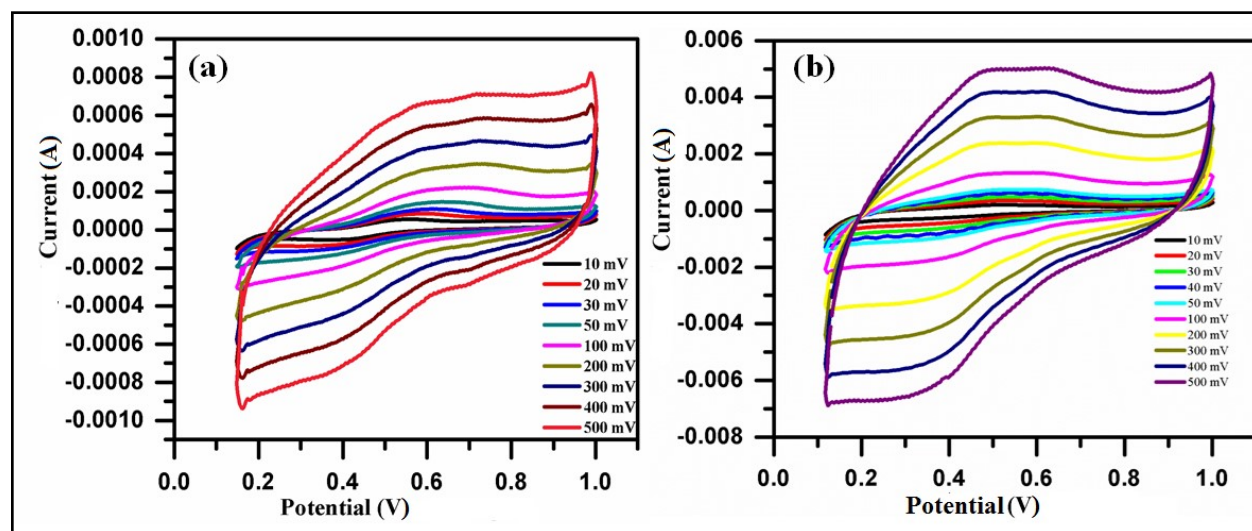 (a)
0.0010
0.0008
0.0006
0.0004
0.0002
0.0000
-0.0002
-0.0004
-0.0006
-0.0008
-0.0010
Current (A)
0.0 0.2 0.4 0.6 0.8 1.0
Potential (V)
10 mV
20 mV
30 mV
50 mV
100 mV
200 mV
300 mV
400 mV
500 mV
(b)
0.006
0.004
0.002
0.000
-0.002
-0.004
-0.006
-0.008
Current (A)
0.0 0.2 0.4 0.6 0.8 1.0
Potential (V)
10 mV
20 mV
30 mV
40 mV
50 mV
100 mV
200 mV
300 mV
400 mV
500 mV